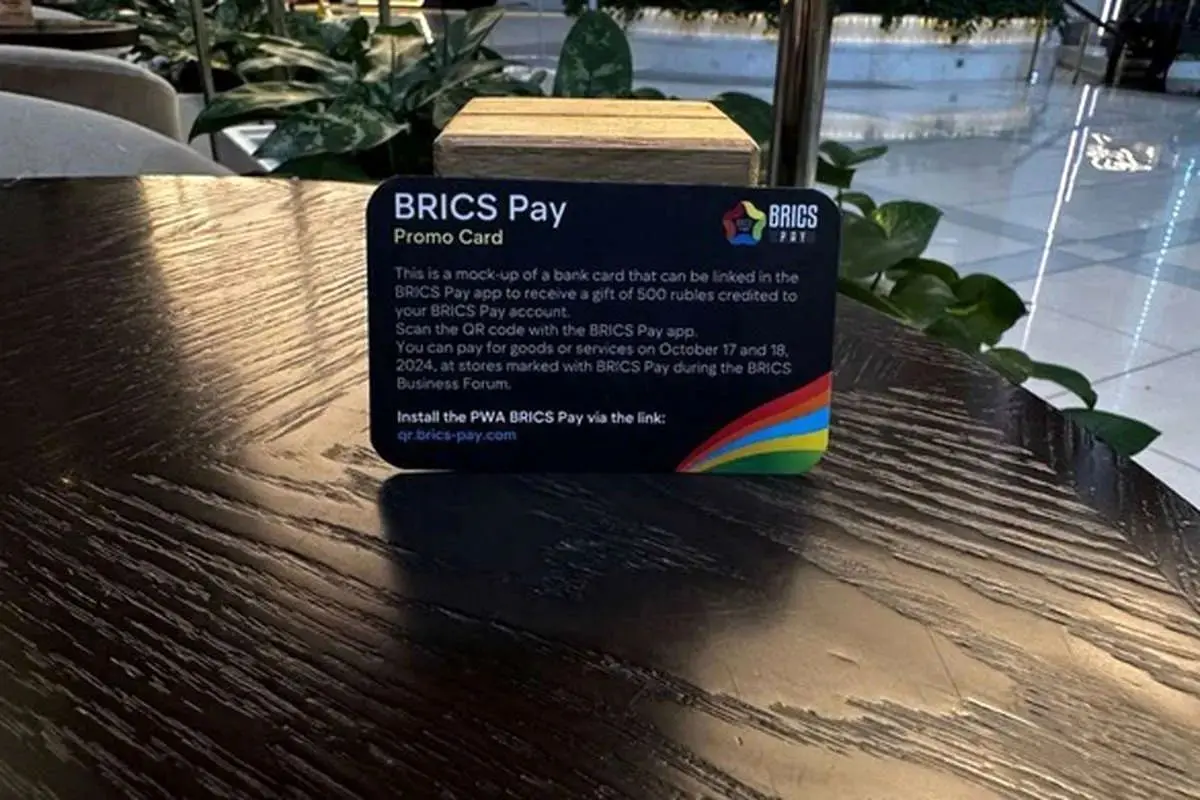 BRICS Pay
Promo Card
BRICS
PAY
This is a mock-up of a bank card that can be linked in the
BRICS Pay app to receive a gift of 500 rubles credited to
your BRICS Pay account.
Scan the QR code with the BRICS Pay app.
You can pay for goods or services on October 17 and 18,
2024, at stores marked with BRICS Pay during the BRICS
Business Forum.
Install the PWA BRICS Pay via the link:
qr.brics-pay.com